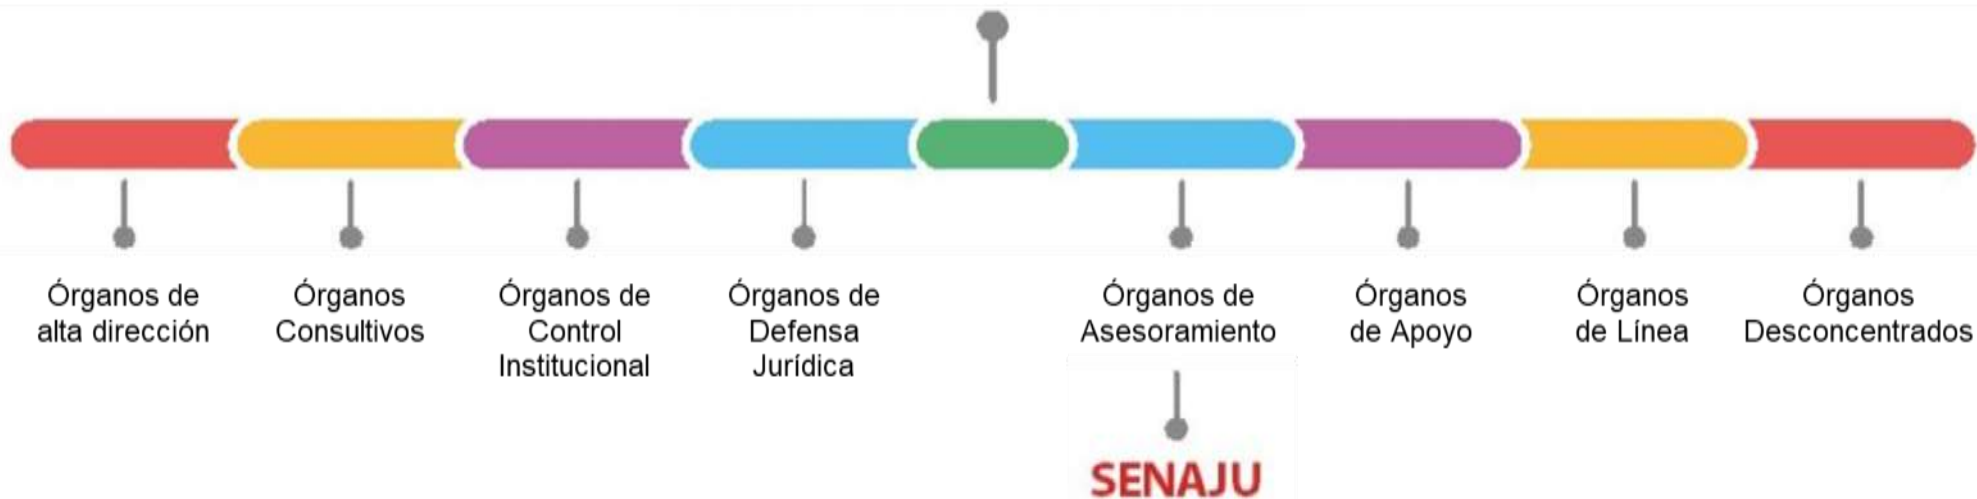 Órganos de
alta dirección
Órganos
Consultivos
Órganos de
Control
Institucional
Órganos de
Defensa
Jurídica
Órganos de
Asesoramiento
Órganos
de Apoyo
Órganos
de Línea
Órganos
Desconcentrados
SENAJU